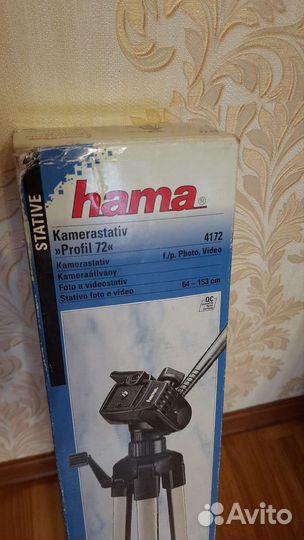 STATIVE
hama®
Kamerastativ
»Profil 72«
4172
Kamerastativ
f./p. Photo, Video
Kameraállvány
Foto a videostativ
64 – 153 cm
Stativo foto e video
QC
Avito